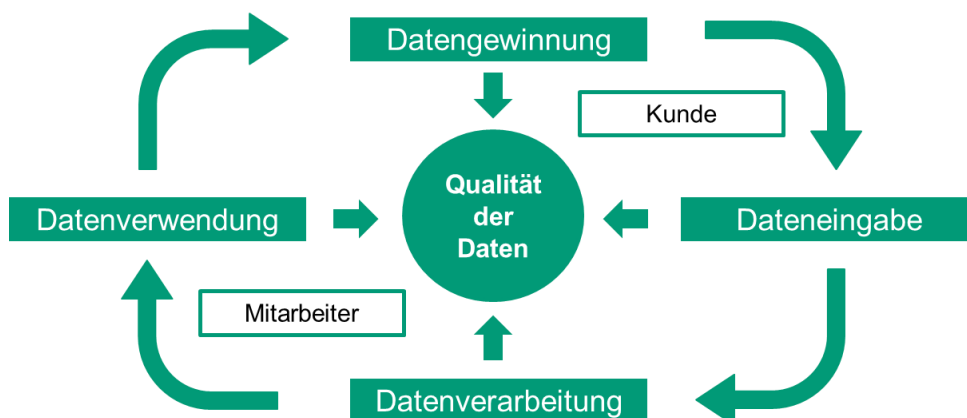 Datengewinnung
Kunde
Qualität
der
Daten
Datenverwendung
Dateneingabe
Mitarbeiter
Datenverarbeitung